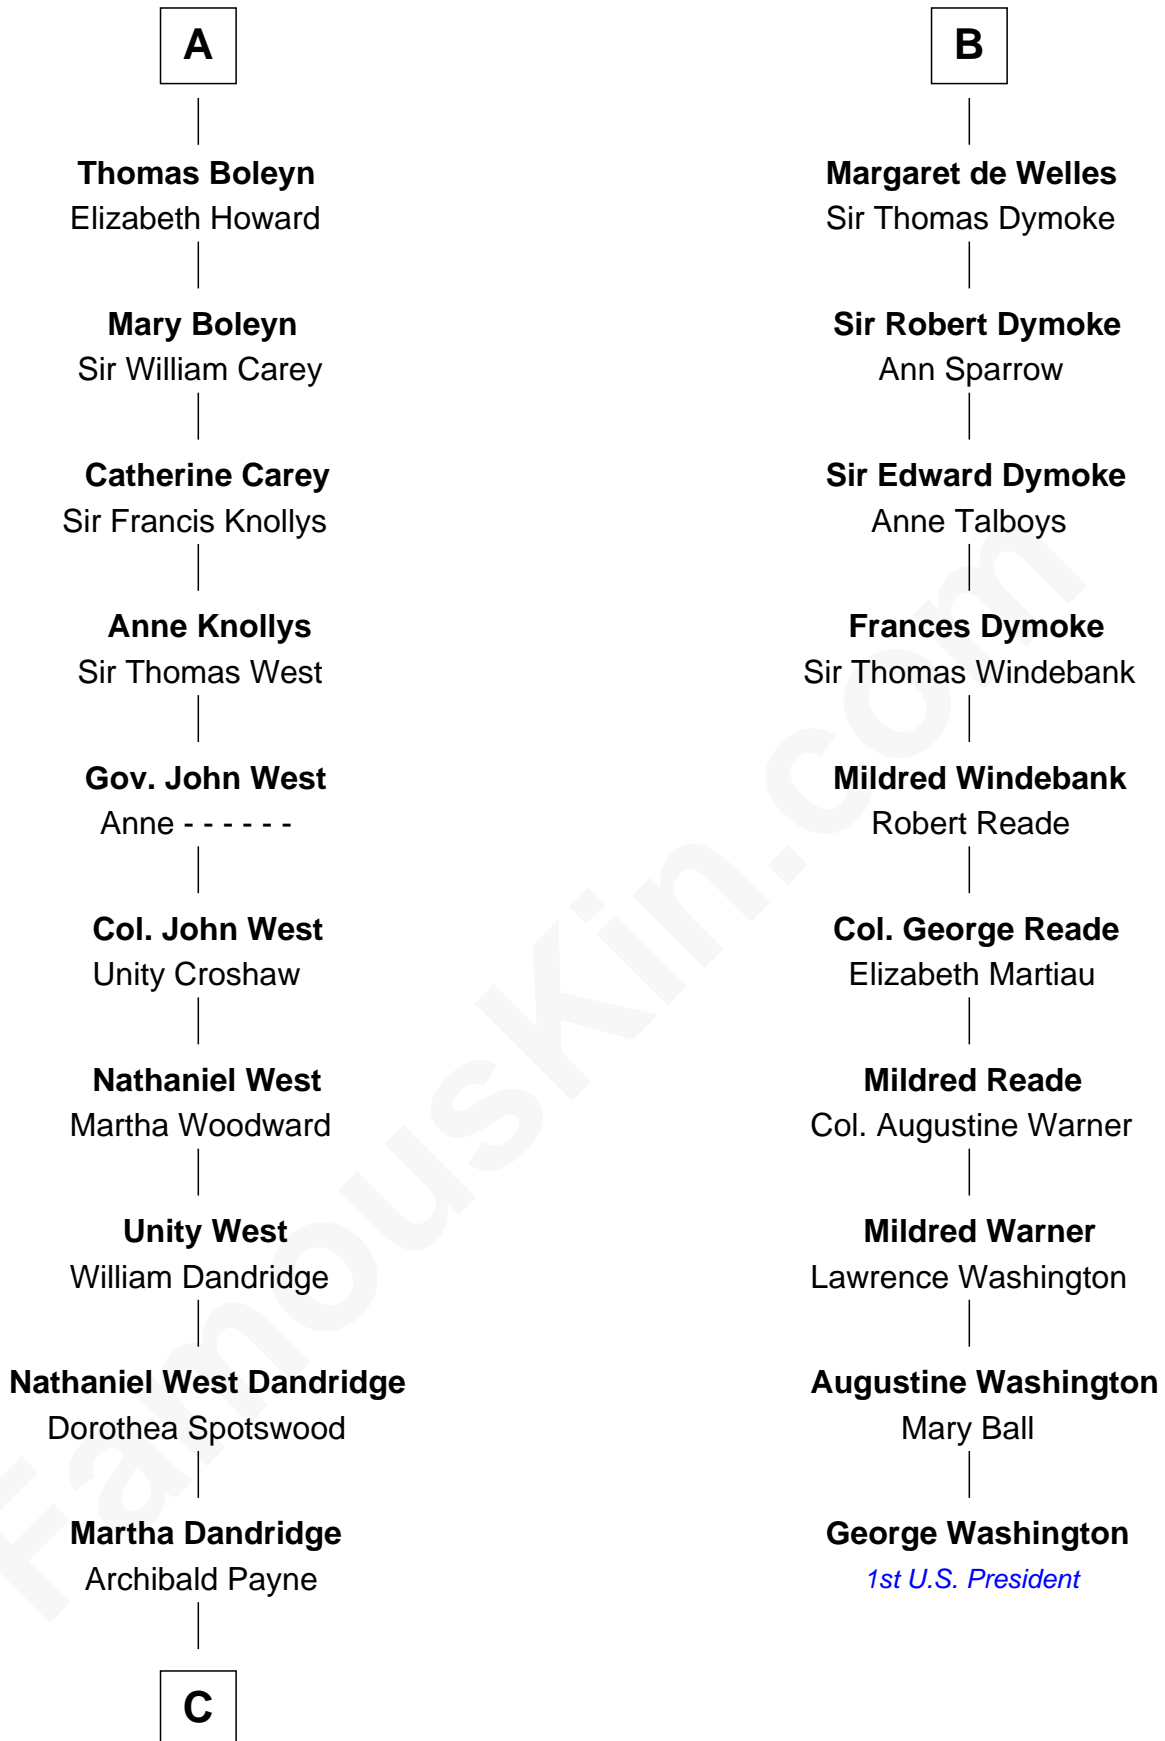 A
Thomas Boleyn
Elizabeth Howard
Mary Boleyn
Sir William Carey
Catherine Carey
Sir Francis Knollys
Anne Knollys
Sir Thomas West
Gov. John West
Anne - - - - - -
Col. John West
Unity Croshaw
Nathaniel West
Martha Woodward
Unity West
William Dandridge
Nathaniel West Dandridge
Dorothea Spotswood
Martha Dandridge
Archibald Payne
C
B
Margaret de Welles
Sir Thomas Dymoke
Sir Robert Dymoke
Ann Sparrow
Sir Edward Dymoke
Anne Talboys
Frances Dymoke
Sir Thomas Windebank
Mildred Windebank
Robert Reade
Col. George Reade
Elizabeth Martiau
Mildred Reade
Col. Augustine Warner
Mildred Warner
Lawrence Washington
Augustine Washington
Mary Ball
George Washington
1st U.S. President
FamousKin.com